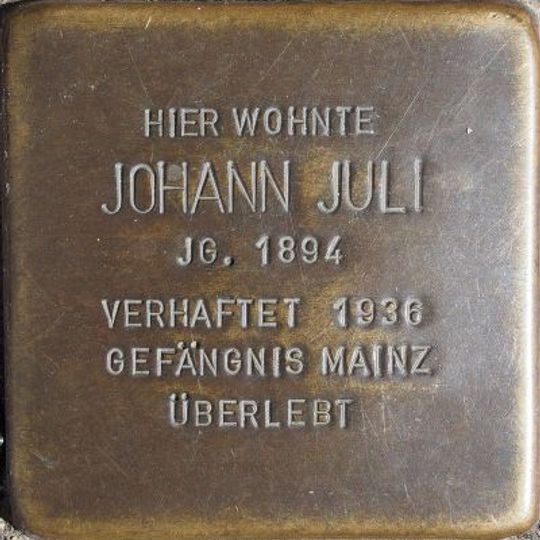 HIER WOHNTE
JOHANN JULI
JG. 1894
VERHAFTET 1936
GEFÄNGNIS MAINZ
ÜBERLEBT